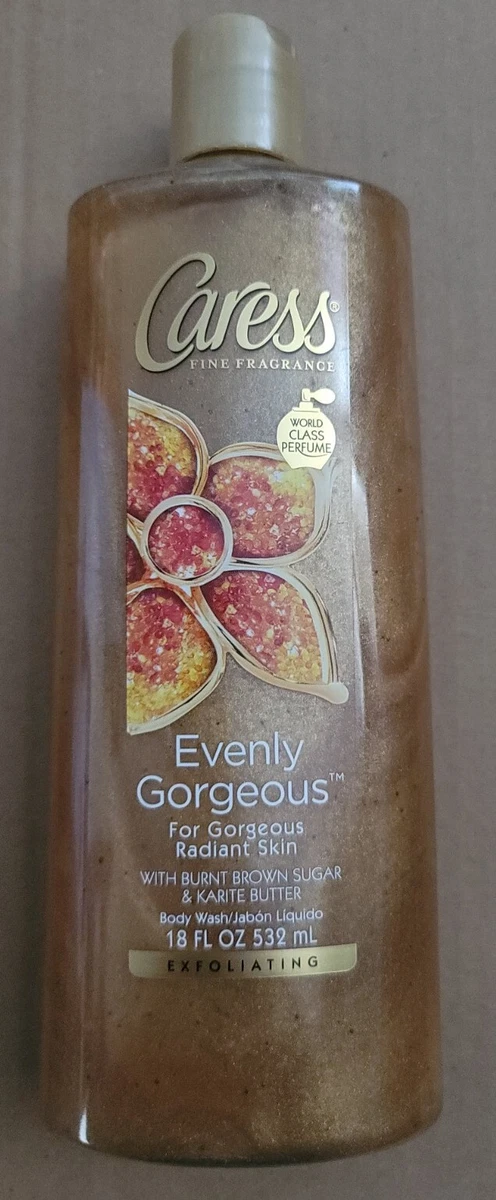 Caress®
FINE FRAGRANCE
WORLD
CLASS
PERFUME
Evenly
Gorgeous™
For Gorgeous
Radiant Skin
WITH BURNT BROWN SUGAR
& KARITE BUTTER
Body Wash/Jabón Líquido
18 FL OZ 532 mL
EXFOLIATING